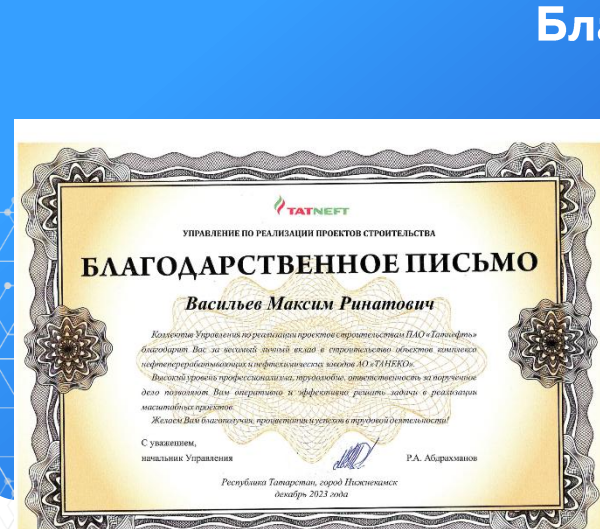 Бла
TATNEFT
УПРАВЛЕНИЕ ПО РЕАЛИЗАЦИИ ПРОЕКТОВ СТРОИТЕЛЬСТВА
БЛАГОДАРСТВЕННОЕ ПИСЬМО
Васильев Максим Ринатович
Коллектив Управления по реализации проектов строительствам ПАО «Татнефть»
благодарит Вас за весомый личный вклад в строительство объектов комплекса
нефтеперерабатывающих и нефтехимических заводов АО «ТАНЕКО».
Высокий уровень профессионализма, трудолюбие, ответственность за порученное
дело позволяют Вам оперативно и эффективно решать задачи в реализации
масштабных проектов.
Желаем Вам благополучия, процветания и успехов в трудовой деятельности!
С уважением,
начальник Управления Р.А. Абдрахманов
Республика Татарстан, город Нижнекамск
декабрь 2023 года